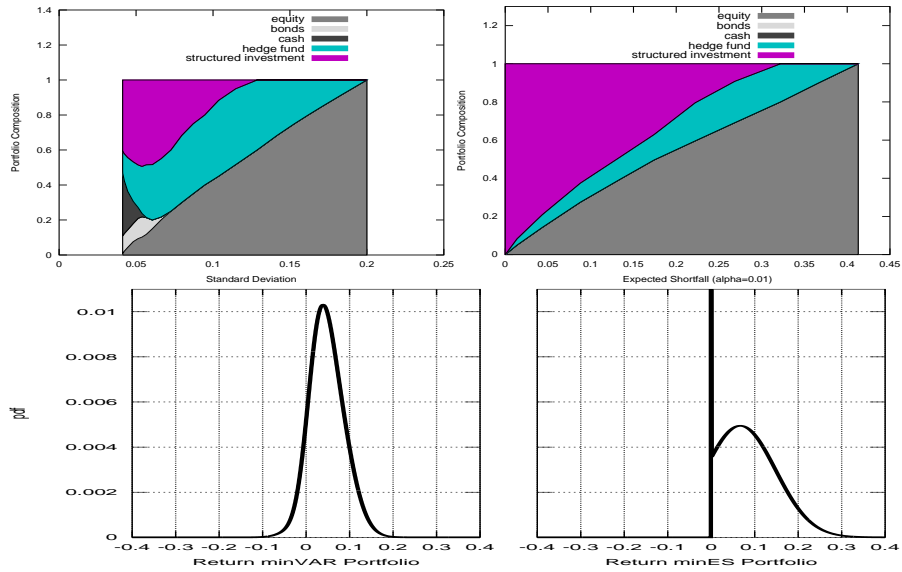 equity
bonds
cash
hedge fund
structured investment
Portfolio Composition
1.4
1.2
1
0.8
0.6
0.4
0.2
0
0 0.05 0.1 0.15 0.2 0.25
Standard Deviation
equity
bonds
cash
hedge fund
structured investment
Portfolio Composition
1.2
1
0.8
0.6
0.4
0.2
0
0 0.05 0.1 0.15 0.2 0.25 0.3 0.35 0.4 0.45
Expected Shortfall (alpha=0.01)
pdf
0.01
0.008
0.006
0.004
0.002
0
-0.4 -0.3 -0.2 -0.1 0 0.1 0.2 0.3 0.4
Return minVAR Portfolio
-0.4 -0.3 -0.2 -0.1 0 0.1 0.2 0.3 0.4
Return minES Portfolio